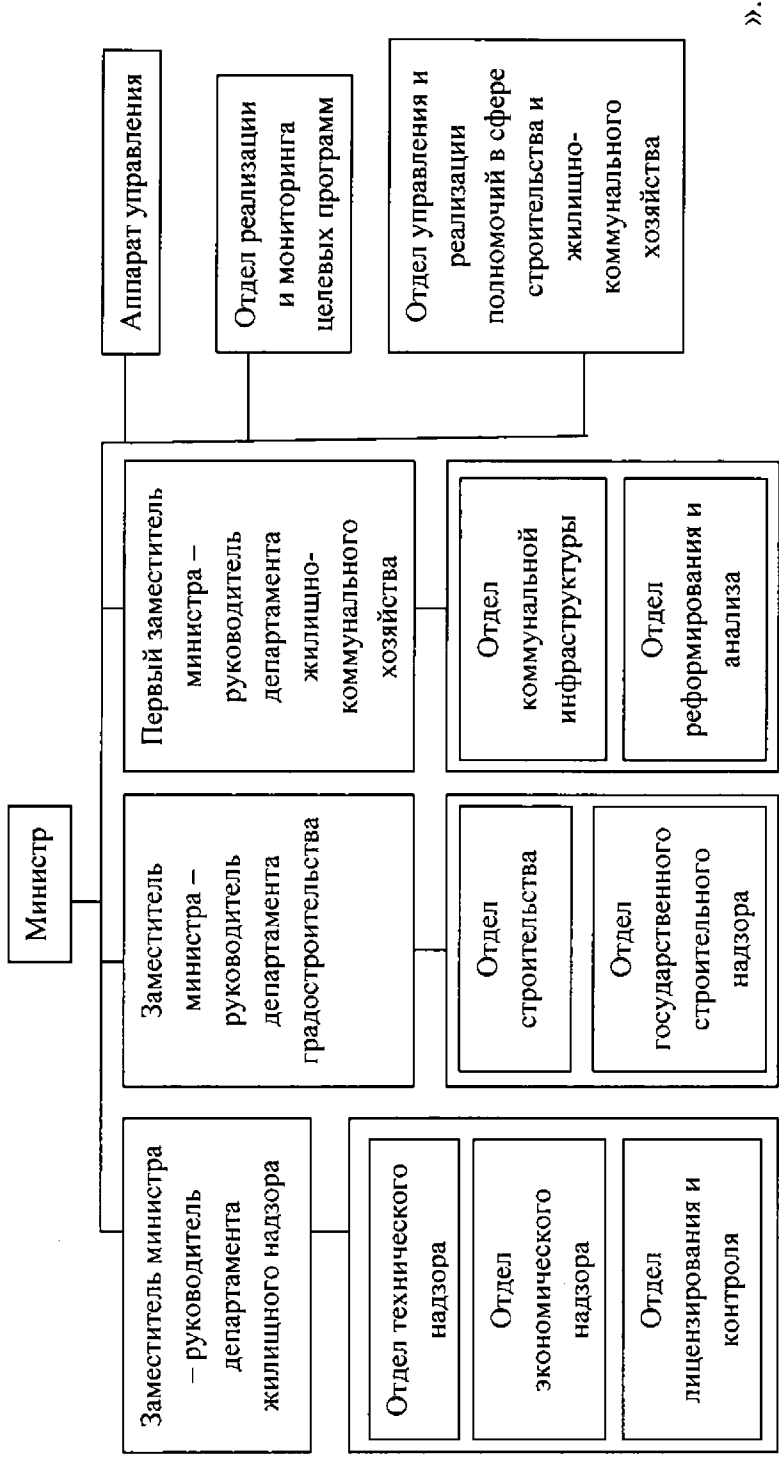 Министр
Заместитель министра
– руководитель
департамента
жилищного надзора
Заместитель
министра –
руководитель
департамента
градостроительства
Первый заместитель
министра –
руководитель
департамента
жилищно-
коммунального
хозяйства
Аппарат управления
Отдел реализации
и мониторинга
целевых программ
Отдел управления и
реализации
полномочий в сфере
строительства и
жилищно-
коммунального
хозяйства
Отдел технического
надзора
Отдел
экономического
надзора
Отдел
лицензирования и
контроля
Отдел
строительства
Отдел
государственного
строительного
надзора
Отдел
коммунальной
инфраструктуры
Отдел
реформирования и
анализа
».